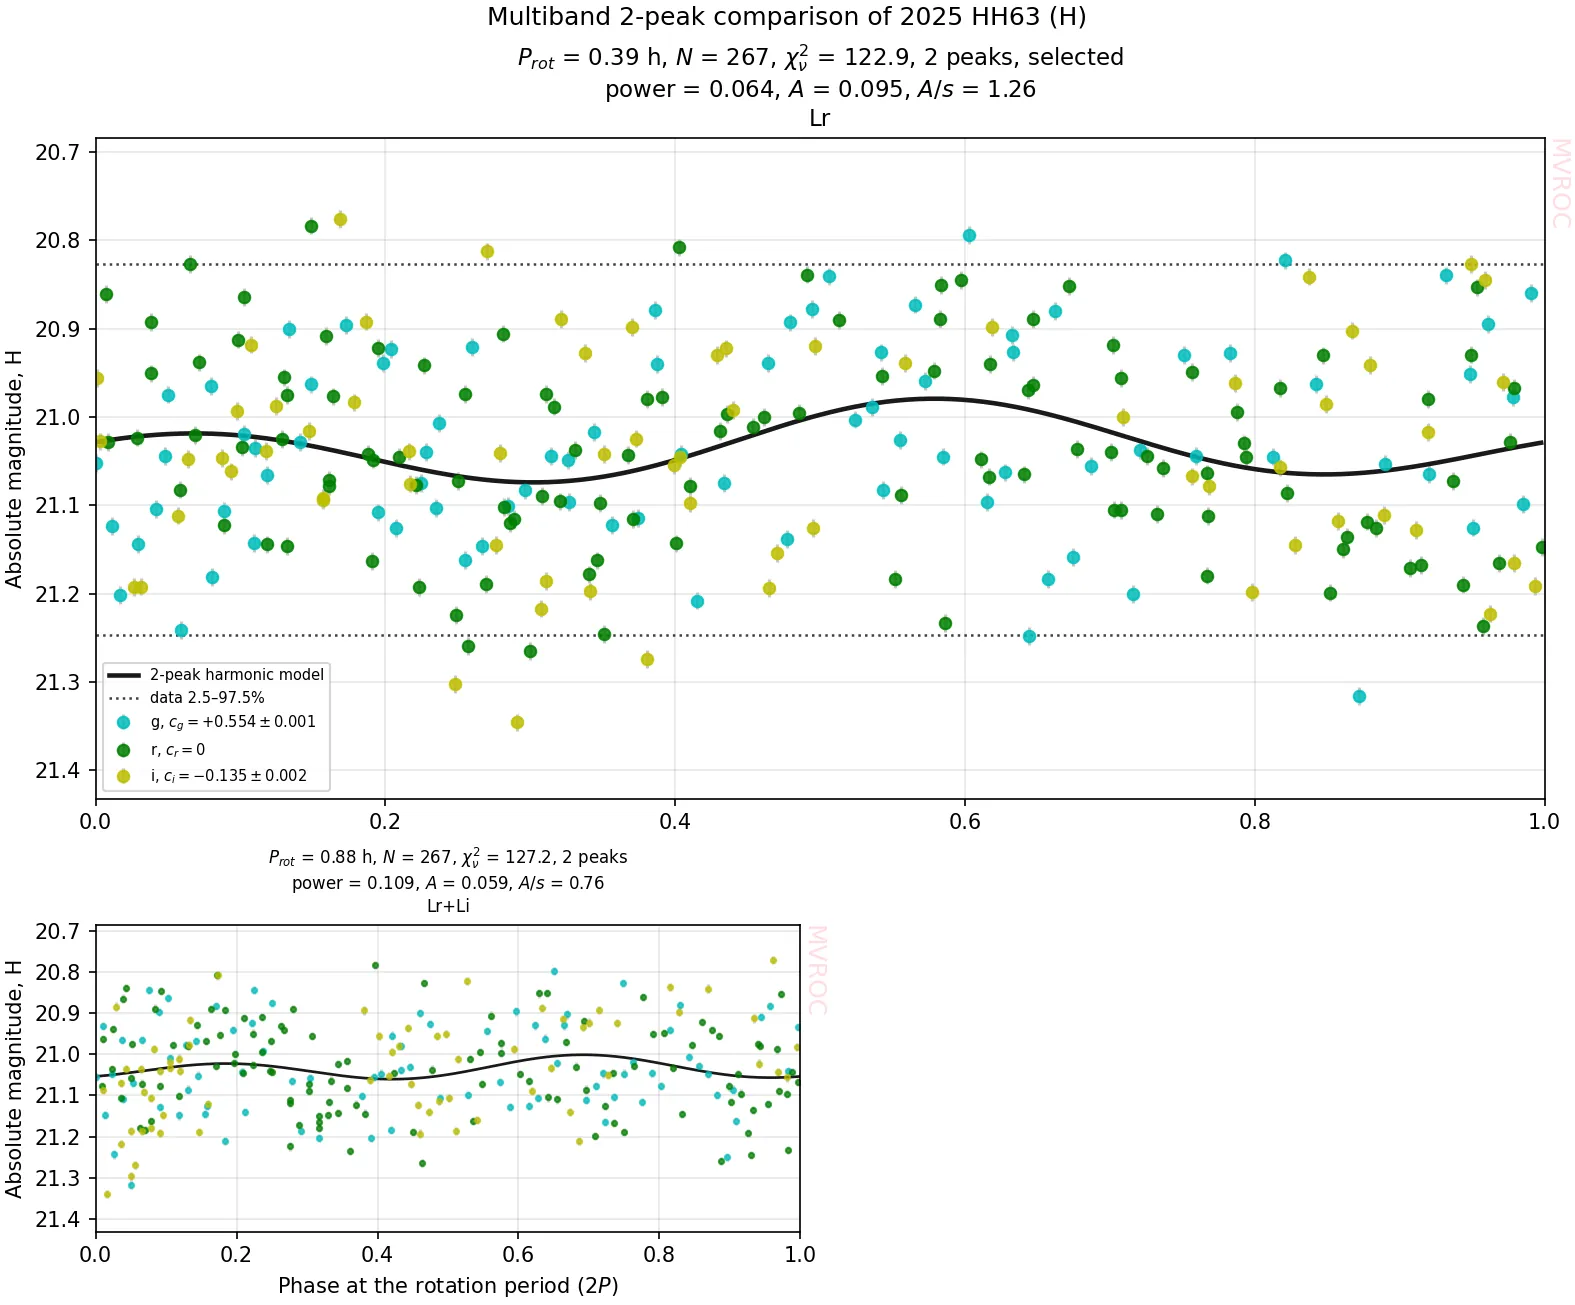 Multiband 2-peak comparison of 2025 HH63 (H)
P_rot = 0.39 h, N = 267, χ²_ν = 122.9, 2 peaks, selected
power = 0.064, A = 0.095, A/s = 1.26
Lr
MVROC
20.7
20.8
20.9
21.0
21.1
21.2
21.3
21.4
Absolute magnitude, H
2-peak harmonic model
data 2.5–97.5%
g, c_g = +0.554 ± 0.001
r, c_r = 0
i, c_i = −0.135 ± 0.002
0.0 0.2 0.4 0.6 0.8 1.0
P_rot = 0.88 h, N = 267, χ²_ν = 127.2, 2 peaks
power = 0.109, A = 0.059, A/s = 0.76
Lr+Li
MVROC
20.7
20.8
20.9
21.0
21.1
21.2
21.3
21.4
Absolute magnitude, H
0.0 0.2 0.4 0.6 0.8 1.0
Phase at the rotation period (2P)